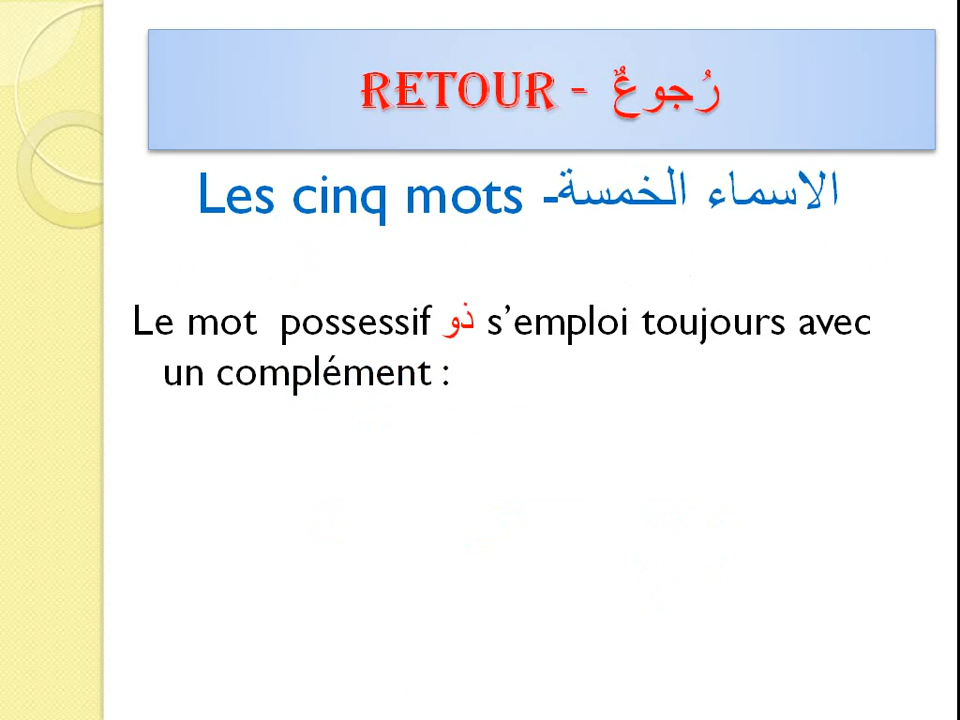 RETOUR - رُجوعٌ
Les cinq mots -الاسماء الخمسة
Le mot possessif ذو s’emploi toujours avec
un complément :